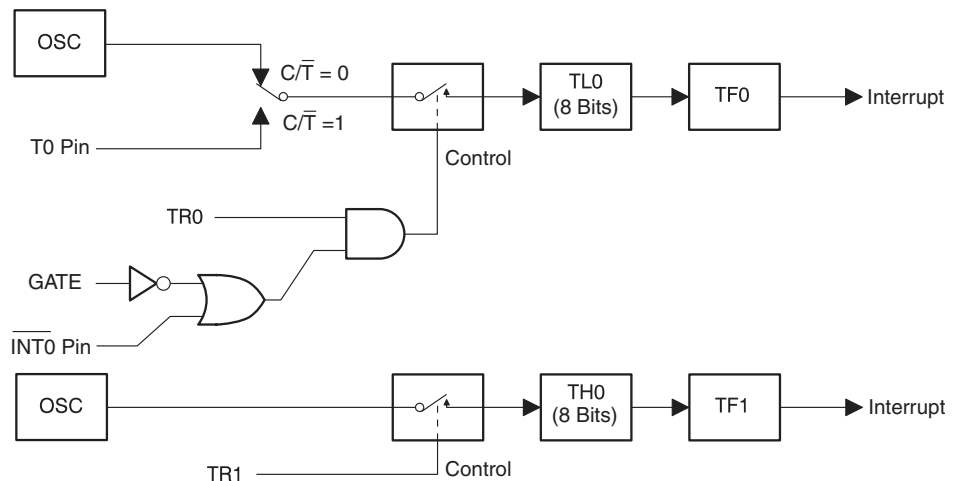 OSC
C/T̅ = 0
C/T̅ =1
T0 Pin
TL0
(8 Bits)
TF0
Interrupt
Control
TR0
GATE
I̅N̅T̅0̅ Pin
OSC
TH0
(8 Bits)
TF1
Interrupt
TR1
Control